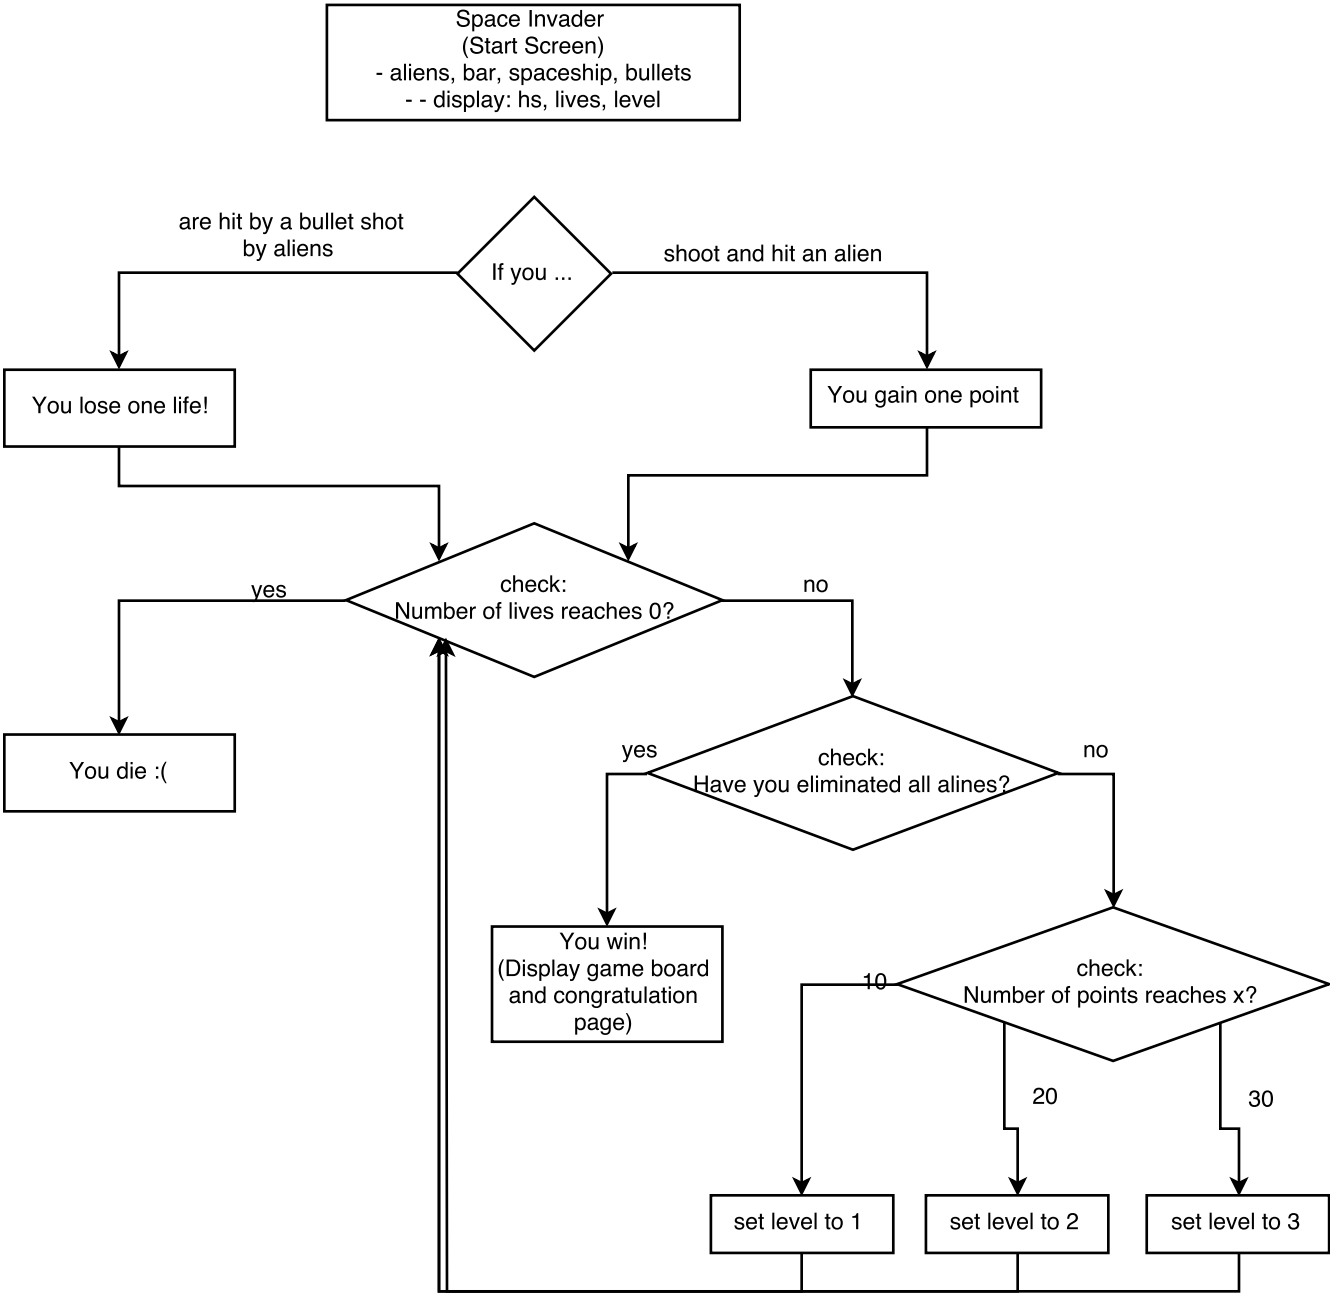 Space Invader
(Start Screen)
- aliens, bar, spaceship, bullets
- - display: hs, lives, level
are hit by a bullet shot
by aliens
If you ...
shoot and hit an alien
You lose one life!
You gain one point
check:
Number of lives reaches 0?
yes
no
You die :(
check:
Have you eliminated all alines?
yes
no
You win!
(Display game board
and congratulation
page)
check:
Number of points reaches x?
10
20
30
set level to 1
set level to 2
set level to 3